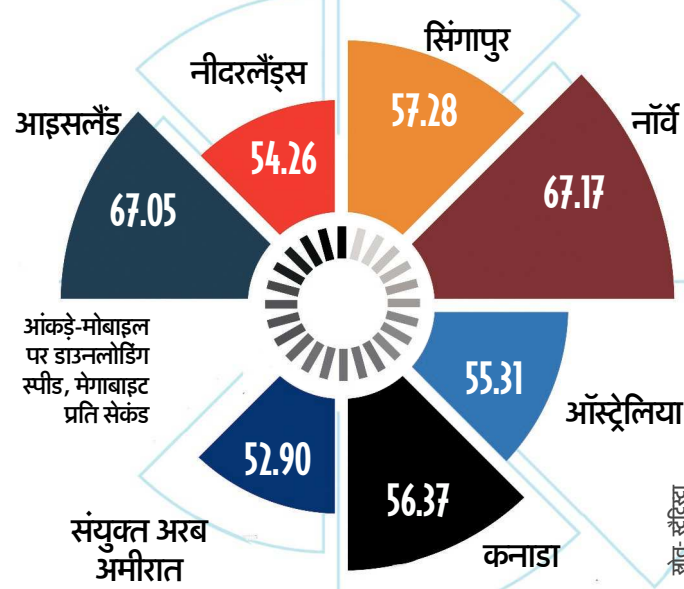 सिंगापुर
57.28
नॉर्वे
67.17
नीदरलैंड्स
54.26
आइसलैंड
67.05
आंकड़े-मोबाइल
पर डाउनलोडिंग
स्पीड, मेगाबाइट
प्रति सेकंड
55.31
ऑस्ट्रेलिया
52.90
संयुक्त अरब
अमीरात
56.37
कनाडा
स्रोत- स्टैटिस्टा